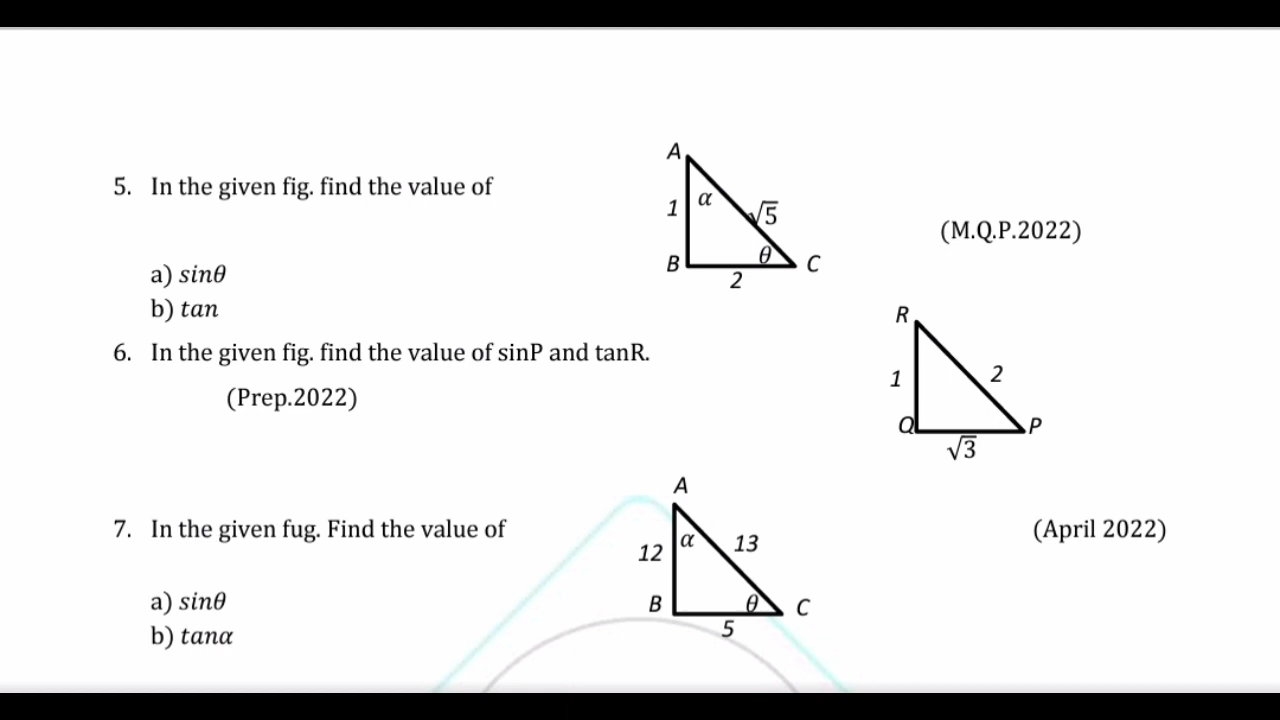 5. In the given fig. find the value of
A
1
α
√5
B
θ
C
2
(M.Q.P.2022)
a) sinθ
b) tan
6. In the given fig. find the value of sinP and tanR.
(Prep.2022)
R
1
2
Q
P
√3
7. In the given fug. Find the value of
A
12
α
13
B
θ
C
5
(April 2022)
a) sinθ
b) tanα